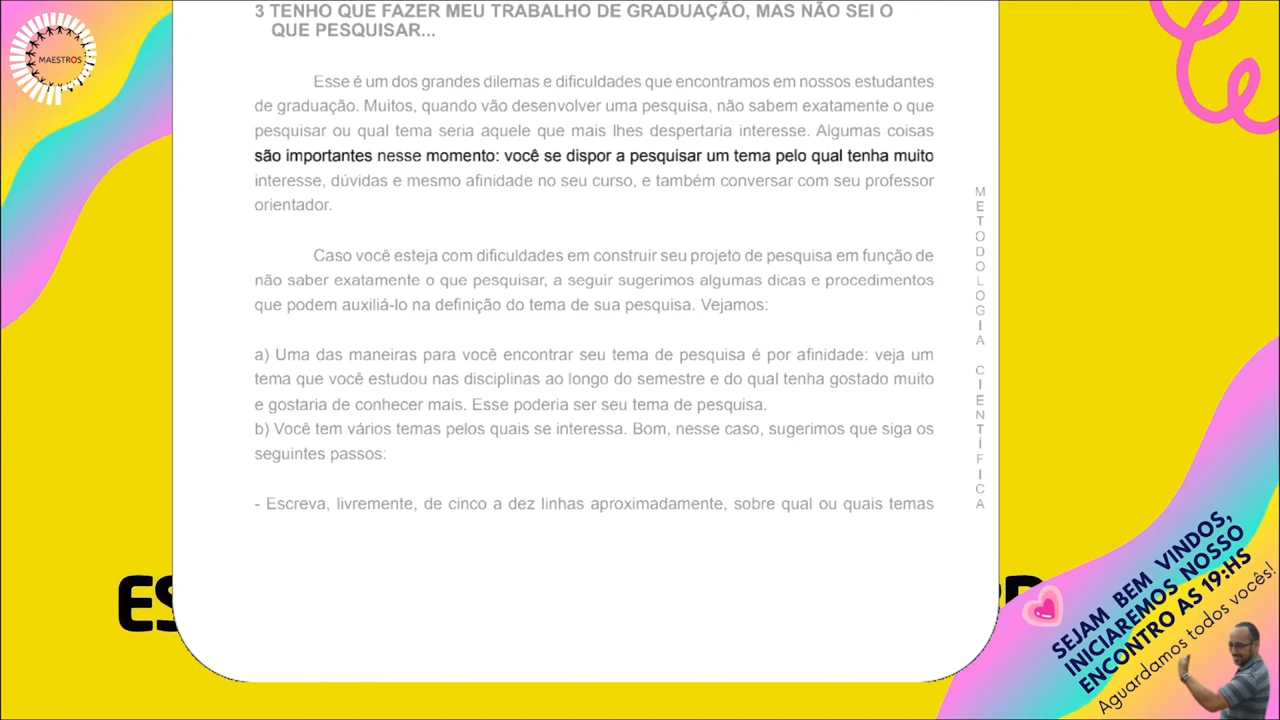 MAESTROS
3 TENHO QUE FAZER MEU TRABALHO DE GRADUAÇÃO, MAS NÃO SEI O
QUE PESQUISAR...
Esse é um dos grandes dilemas e dificuldades que encontramos em nossos estudantes
de graduação. Muitos, quando vão desenvolver uma pesquisa, não sabem exatamente o que
pesquisar ou qual tema seria aquele que mais lhes despertaria interesse. Algumas coisas
são importantes nesse momento: você se dispor a pesquisar um tema pelo qual tenha muito
interesse, dúvidas e mesmo afinidade no seu curso, e também conversar com seu professor
orientador.
Caso você esteja com dificuldades em construir seu projeto de pesquisa em função de
não saber exatamente o que pesquisar, a seguir sugerimos algumas dicas e procedimentos
que podem auxiliá-lo na definição do tema de sua pesquisa. Vejamos:
a) Uma das maneiras para você encontrar seu tema de pesquisa é por afinidade: veja um
tema que você estudou nas disciplinas ao longo do semestre e do qual tenha gostado muito
e gostaria de conhecer mais. Esse poderia ser seu tema de pesquisa.
b) Você tem vários temas pelos quais se interessa. Bom, nesse caso, sugerimos que siga os
seguintes passos:
- Escreva, livremente, de cinco a dez linhas aproximadamente, sobre qual ou quais temas
METODOLOGIA CIENTÍFICA
ES
SEJAM BEM VINDOS,
INICIAREMOS NOSSO
ENCONTRO AS 19:HS
Aguardamos todos vocês!